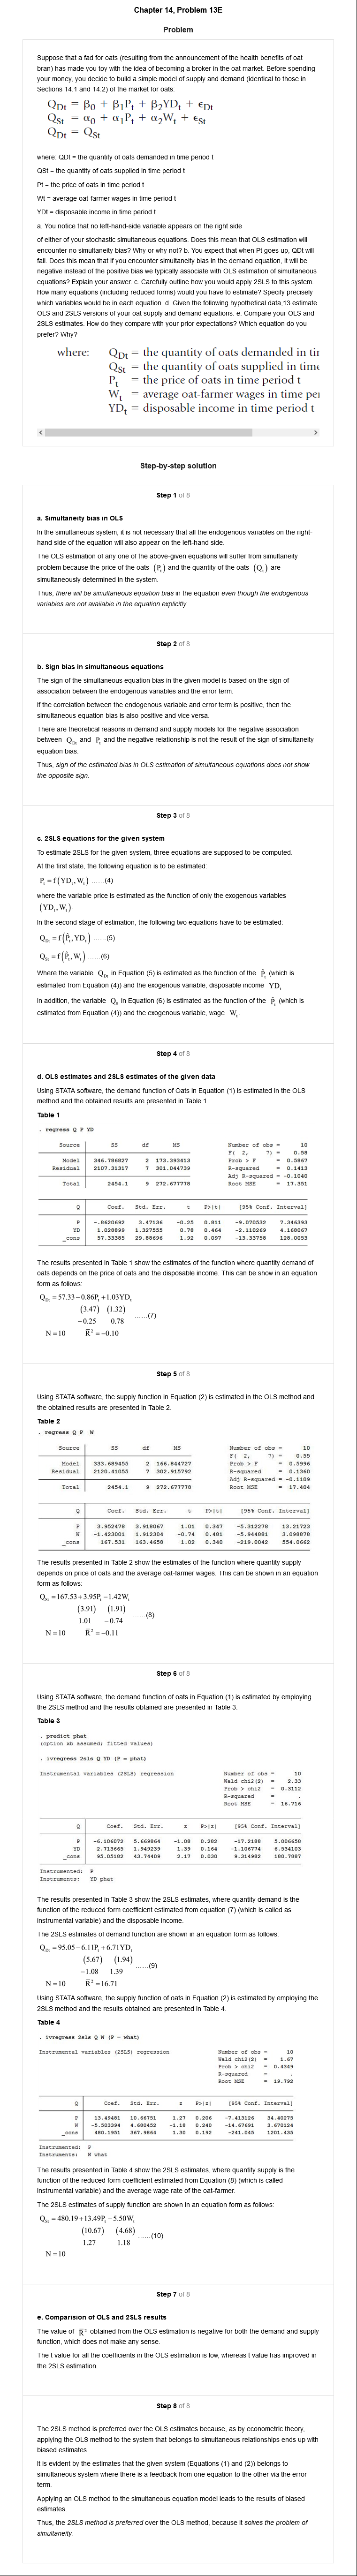 Chapter 14, Problem 13E
Problem
Suppose that a fad for oats (resulting from the announcement of the health benefits of oat
bran) has made you toy with the idea of becoming a broker in the oat market. Before spending
your money, you decide to build a simple model of supply and demand (identical to those in
Sections 14.1 and 14.2) of the market for oats:
Q_Dt = β0 + β1P_t + β2YD_t + ϵ_Dt
Q_St = α0 + α1P_t + α2W_t + ϵ_St
Q_Dt = Q_St
where: QDt = the quantity of oats demanded in time period t
QSt = the quantity of oats supplied in time period t
Pt = the price of oats in time period t
Wt = average oat-farmer wages in time period t
YDt = disposable income in time period t
a. You notice that no left-hand-side variable appears on the right side
of either of your stochastic simultaneous equations. Does this mean that OLS estimation will
encounter no simultaneity bias? Why or why not? b. You expect that when Pt goes up, QDt will
fall. Does this mean that if you encounter simultaneity bias in the demand equation, it will be
negative instead of the positive bias we typically associate with OLS estimation of simultaneous
equations? Explain your answer. c. Carefully outline how you would apply 2SLS to this system.
How many equations (including reduced forms) would you have to estimate? Specify precisely
which variables would be in each equation. d. Given the following hypothetical data,13 estimate
OLS and 2SLS versions of your oat supply and demand equations. e. Compare your OLS and
2SLS estimates. How do they compare with your prior expectations? Which equation do you
prefer? Why?
where: Q_Dt = the quantity of oats demanded in tin
Q_St = the quantity of oats supplied in time
P_t = the price of oats in time period t
W_t = average oat-farmer wages in time per
YD_t = disposable income in time period t
Step-by-step solution
Step 1 of 8
a. Simultaneity bias in OLS
In the simultaneous system, it is not necessary that all the endogenous variables on the right-
hand side of the equation will also appear on the left-hand side.
The OLS estimation of any one of the above-given equations will suffer from simultaneity
problem because the price of the oats (P_t) and the quantity of the oats (Q_t) are
simultaneously determined in the system.
Thus, there will be simultaneous equation bias in the equation even though the endogenous
variables are not available in the equation explicitly.
Step 2 of 8
b. Sign bias in simultaneous equations
The sign of the simultaneous equation bias in the given model is based on the sign of
association between the endogenous variables and the error term.
If the correlation between the endogenous variable and error term is positive, then the
simultaneous equation bias is also positive and vice versa.
There are theoretical reasons in demand and supply models for the negative association
between Q_Dt and P_t and the negative relationship is not the result of the sign of simultaneity
equation bias.
Thus, sign of the estimated bias in OLS estimation of simultaneous equations does not show
the opposite sign.
Step 3 of 8
c. 2SLS equations for the given system
To estimate 2SLS for the given system, three equations are supposed to be computed.
At the first state, the following equation is to be estimated:
P_t = f(YD_t, W_t) ......(4)
where the variable price is estimated as the function of only the exogenous variables
(YD_t, W_t).
In the second stage of estimation, the following two equations have to be estimated:
Q_Dt = f(P̂_t, YD_t) ......(5)
Q_St = f(P̂_t, W_t) ......(6)
Where the variable Q_Dt in Equation (5) is estimated as the function of the P̂_t (which is
estimated from Equation (4)) and the exogenous variable, disposable income YD_t
In addition, the variable Q_S in Equation (6) is estimated as the function of the P̂_t (which is
estimated from Equation (4)) and the exogenous variable, wage W_t.
Step 4 of 8
d. OLS estimates and 2SLS estimates of the given data
Using STATA software, the demand function of Oats in Equation (1) is estimated in the OLS
method and the obtained results are presented in Table 1.
Table 1
. regress Q P YD
Source SS df MS Number of obs = 10
F( 2, 7) = 0.58
Model 346.786827 2 173.393413 Prob > F = 0.5867
Residual 2107.31317 7 301.044739 R-squared = 0.1413
Adj R-squared = -0.1040
Total 2454.1 9 272.677778 Root MSE = 17.351
Q Coef. Std. Err. t P>|t| [95% Conf. Interval]
P -.8620692 3.47136 -0.25 0.811 -9.070532 7.346393
YD 1.028899 1.327555 0.78 0.464 -2.110269 4.168067
_cons 57.33385 29.88696 1.92 0.097 -13.33758 128.0053
The results presented in Table 1 show the estimates of the function where quantity demand of
oats depends on the price of oats and the disposable income. This can be show in an equation
form as follows:
Q_Dt = 57.33 − 0.86P_t + 1.03YD_t
(3.47) (1.32)
−0.25 0.78 ......(7)
N = 10 R̄² = −0.10
Step 5 of 8
Using STATA software, the supply function in Equation (2) is estimated in the OLS method and
the obtained results are presented in Table 2.
Table 2
. regress Q P W
Source SS df MS Number of obs = 10
F( 2, 7) = 0.55
Model 333.689455 2 166.844727 Prob > F = 0.5996
Residual 2120.41055 7 302.915792 R-squared = 0.1360
Adj R-squared = -0.1109
Total 2454.1 9 272.677778 Root MSE = 17.404
Q Coef. Std. Err. t P>|t| [95% Conf. Interval]
P 3.952478 3.918067 1.01 0.347 -5.312278 13.21723
W -1.423001 1.912304 -0.74 0.481 -5.944881 3.098878
_cons 167.531 163.4658 1.02 0.340 -219.0042 554.0662
The results presented in Table 2 show the estimates of the function where quantity supply
depends on price of oats and the average oat-farmer wages. This can be shown in an equation
form as follows:
Q_St = 167.53 + 3.95P_t − 1.42W_t
(3.91) (1.91)
1.01 −0.74 ......(8)
N = 10 R̄² = −0.11
Step 6 of 8
Using STATA software, the demand function of oats in Equation (1) is estimated by employing
the 2SLS method and the results obtained are presented in Table 3.
Table 3
. predict phat
(option xb assumed; fitted values)
. ivregress 2sls Q YD (P = phat)
Instrumental variables (2SLS) regression Number of obs = 10
Wald chi2(2) = 2.33
Prob > chi2 = 0.3112
R-squared = .
Root MSE = 16.716
Q Coef. Std. Err. z P>|z| [95% Conf. Interval]
P -6.106072 5.669864 -1.08 0.282 -17.2188 5.006658
YD 2.713665 1.949239 1.39 0.164 -1.106774 6.534103
_cons 95.05182 43.74409 2.17 0.030 9.314982 180.7887
Instrumented: P
Instruments: YD phat
The results presented in Table 3 show the 2SLS estimates, where quantity demand is the
function of the reduced form coefficient estimated from equation (7) (which is called as
instrumental variable) and the disposable income.
The 2SLS estimates of demand function are shown in an equation form as follows:
Q_Dt = 95.05 − 6.11P_t + 6.71YD_t
(5.67) (1.94)
−1.08 1.39 ......(9)
N = 10 R̄² = 16.71
Using STATA software, the supply function of oats in Equation (2) is estimated by employing the
2SLS method and the results obtained are presented in Table 4.
Table 4
. ivregress 2sls Q W (P = what)
Instrumental variables (2SLS) regression Number of obs = 10
Wald chi2(2) = 1.67
Prob > chi2 = 0.4349
R-squared = .
Root MSE = 19.792
Q Coef. Std. Err. z P>|z| [95% Conf. Interval]
P 13.49481 10.66751 1.27 0.206 -7.413126 34.40275
W -5.503394 4.680452 -1.18 0.240 -14.67691 3.670124
_cons 480.1951 367.9864 1.30 0.192 -241.045 1201.435
Instrumented: P
Instruments: W what
The results presented in Table 4 show the 2SLS estimates, where quantity supply is the
function of the reduced form coefficient estimated from Equation (8) (which is called
instrumental variable) and the average wage rate of the oat-farmer.
The 2SLS estimates of supply function are shown in an equation form as follows:
Q_St = 480.19 + 13.49P_t − 5.50W_t
(10.67) (4.68)
1.27 1.18 ......(10)
N = 10
Step 7 of 8
e. Comparision of OLS and 2SLS results
The value of R̄² obtained from the OLS estimation is negative for both the demand and supply
function, which does not make any sense.
The t value for all the coefficients in the OLS estimation is low, whereas t value has improved in
the 2SLS estimation.
Step 8 of 8
The 2SLS method is preferred over the OLS estimates because, as by econometric theory,
applying the OLS method to the system that belongs to simultaneous relationships ends up with
biased estimates.
It is evident by the estimates that the given system (Equations (1) and (2)) belongs to
simultaneous system where there is a feedback from one equation to the other via the error
term.
Applying an OLS method to the simultaneous equation model leads to the results of biased
estimates.
Thus, the 2SLS method is preferred over the OLS method, because it solves the problem of
simultaneity.